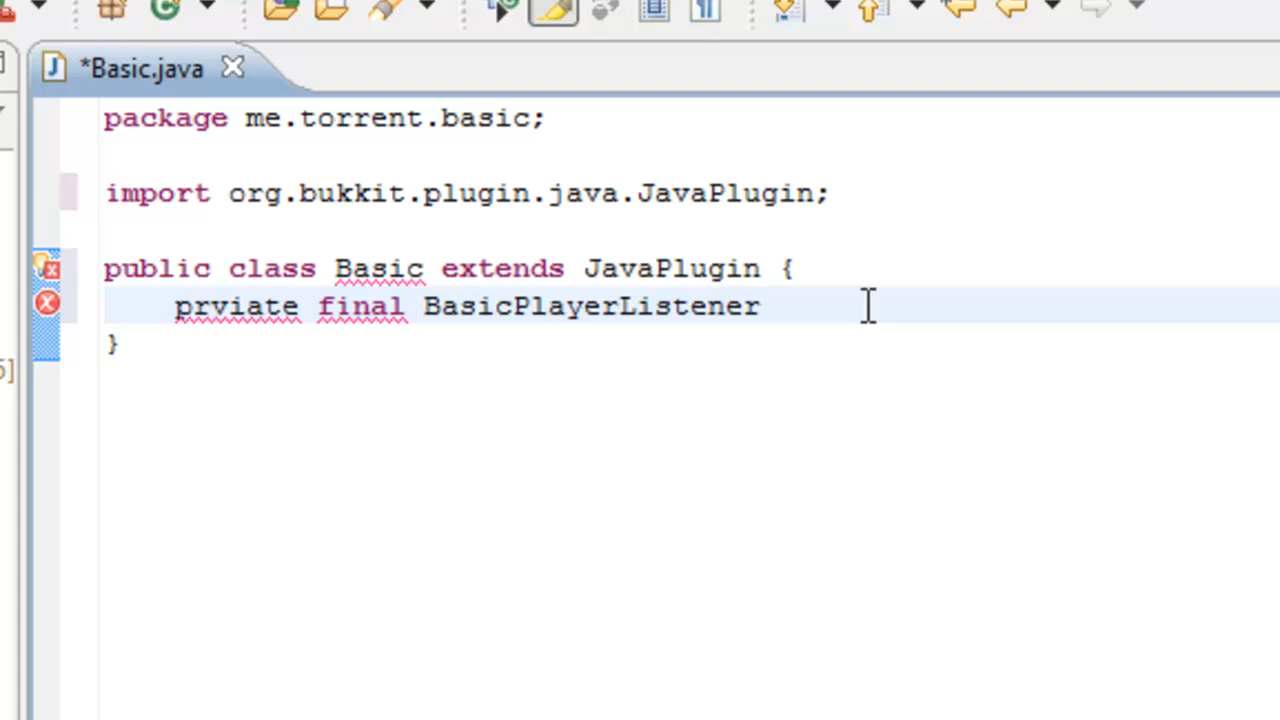 *Basic.java
package me.torrent.basic;
import org.bukkit.plugin.java.JavaPlugin;
public class Basic extends JavaPlugin {
prviate final BasicPlayerListener
}